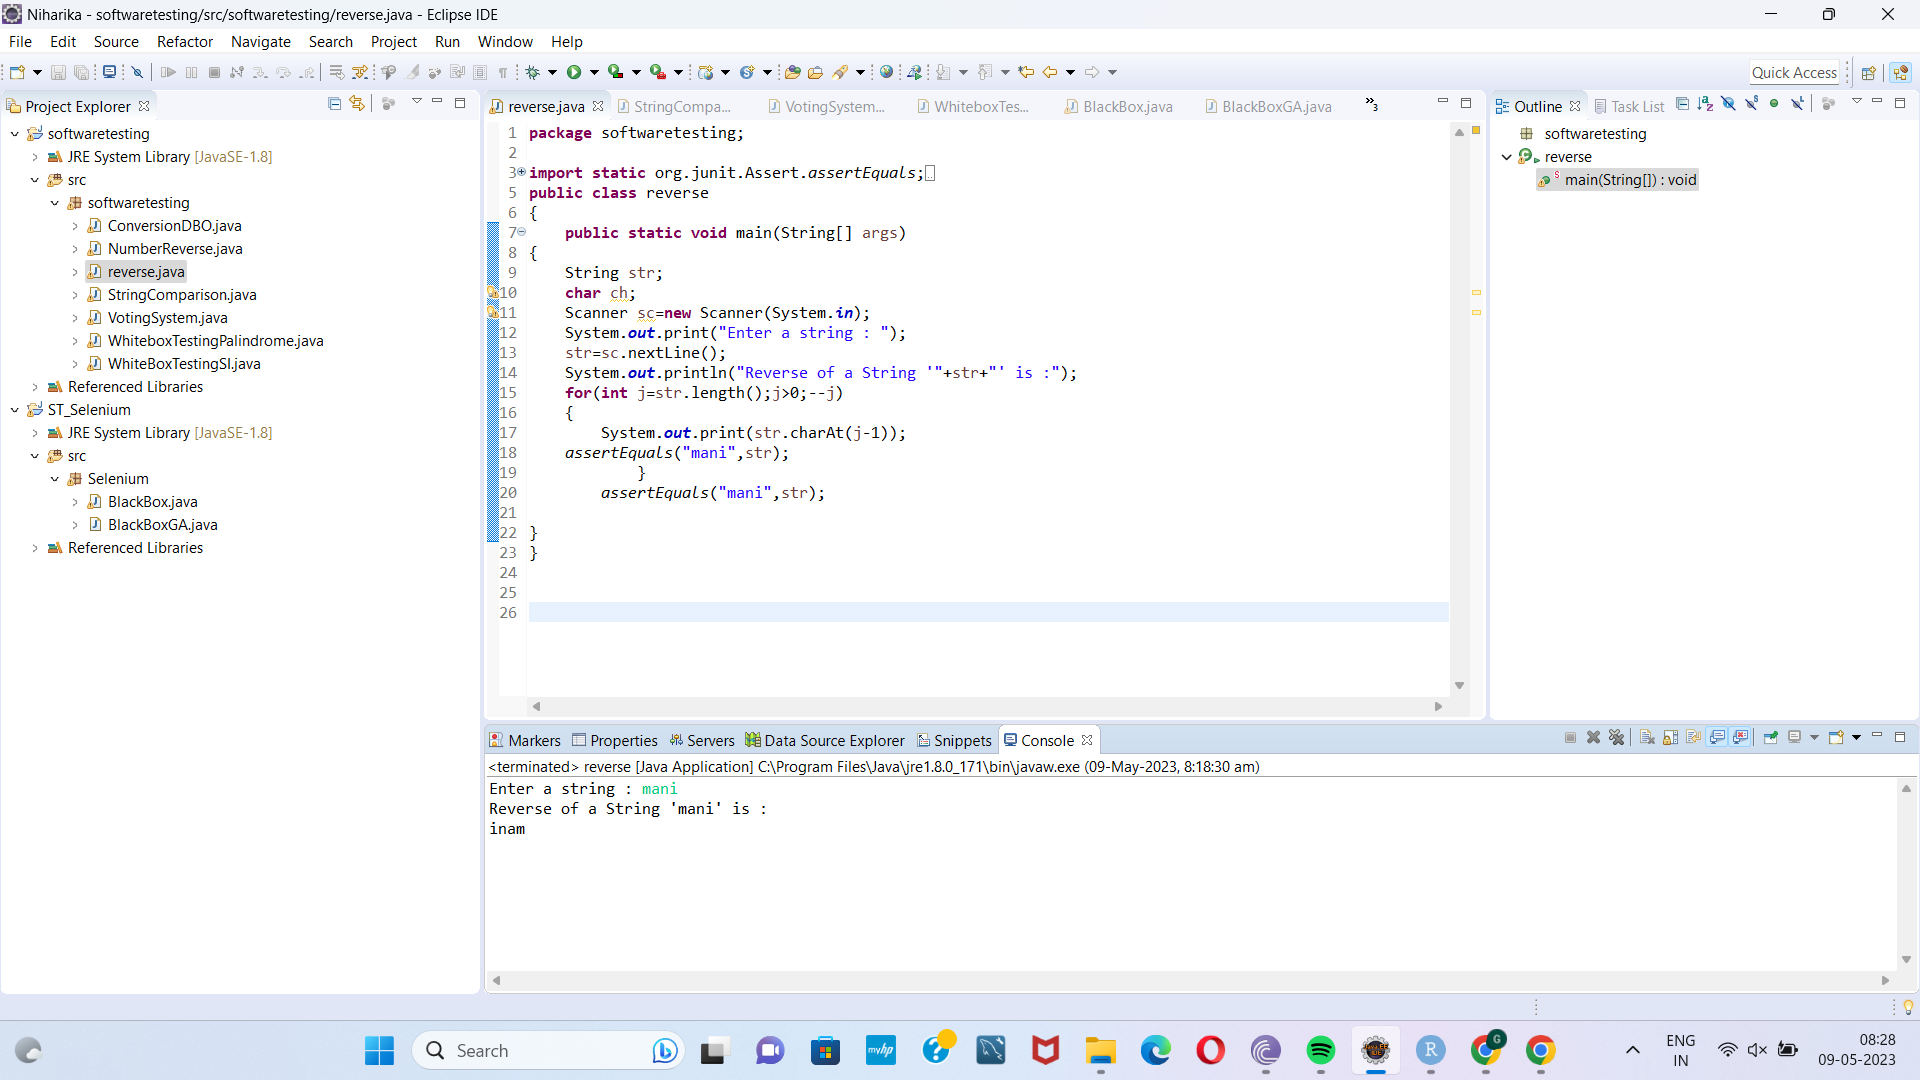 Niharika - softwaretesting/src/softwaretesting/reverse.java - Eclipse IDE
File Edit Source Refactor Navigate Search Project Run Window Help
Quick Access
Project Explorer
softwaretesting
JRE System Library [JavaSE-1.8]
src
softwaretesting
ConversionDBO.java
NumberReverse.java
reverse.java
StringComparison.java
VotingSystem.java
WhiteboxTestingPalindrome.java
WhiteBoxTestingSI.java
Referenced Libraries
ST_Selenium
JRE System Library [JavaSE-1.8]
src
Selenium
BlackBox.java
BlackBoxGA.java
Referenced Libraries
reverse.java StringCompa... VotingSystem... WhiteboxTes... BlackBox.java BlackBoxGA.java »3
1 package softwaretesting;
2
3 import static org.junit.Assert.assertEquals;
5 public class reverse
6 {
7 public static void main(String[] args)
8 {
9 String str;
10 char ch;
11 Scanner sc=new Scanner(System.in);
12 System.out.print("Enter a string : ");
13 str=sc.nextLine();
14 System.out.println("Reverse of a String '"+str+"' is :");
15 for(int j=str.length();j>0;--j)
16 {
17 System.out.print(str.charAt(j-1));
18 assertEquals("mani",str);
19 }
20 assertEquals("mani",str);
21
22 }
23 }
24
25
26
Outline Task List
softwaretesting
reverse
main(String[]) : void
Markers Properties Servers Data Source Explorer Snippets Console
<terminated> reverse [Java Application] C:\Program Files\Java\jre1.8.0_171\bin\javaw.exe (09-May-2023, 8:18:30 am)
Enter a string : mani
Reverse of a String 'mani' is :
inam
Search
myhp
ENG
IN
08:28
09-05-2023